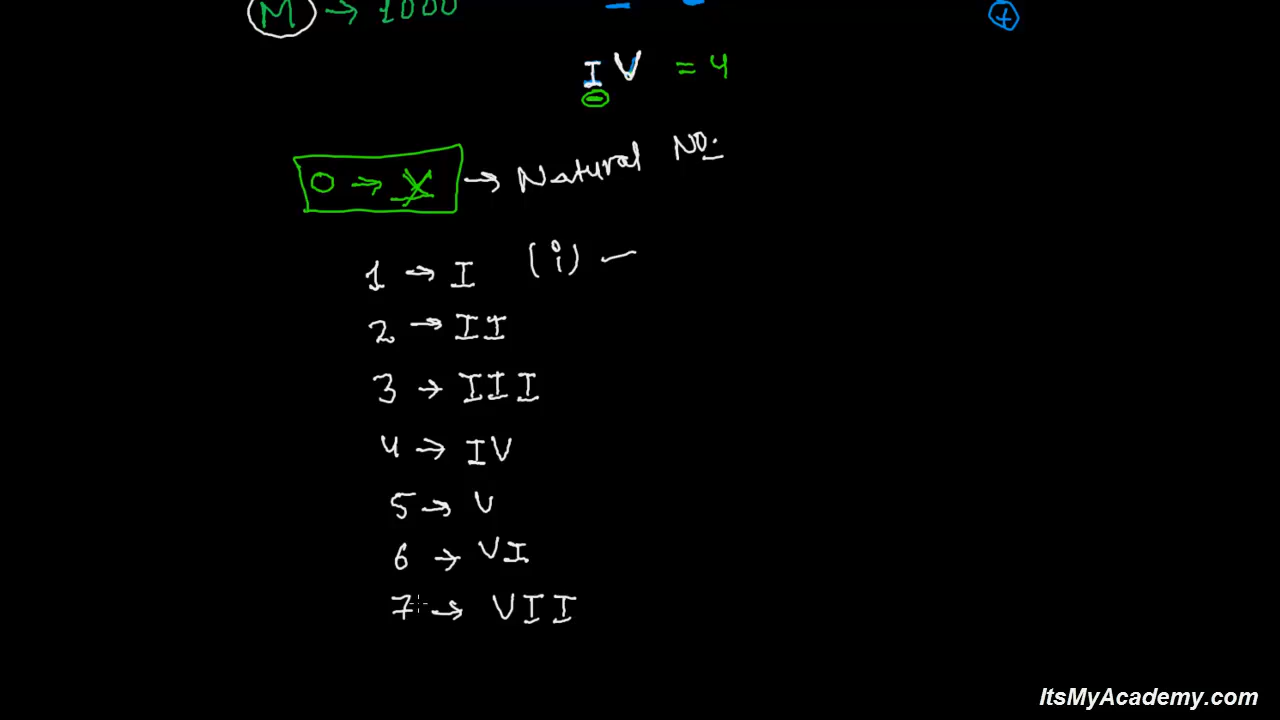 M → 1000
IV = 4
0 → X → Natural No.
1 → I (i) –
2 → II
3 → III
4 → IV
5 → V
6 → VI
7 → VII
ItsMyAcademy.com